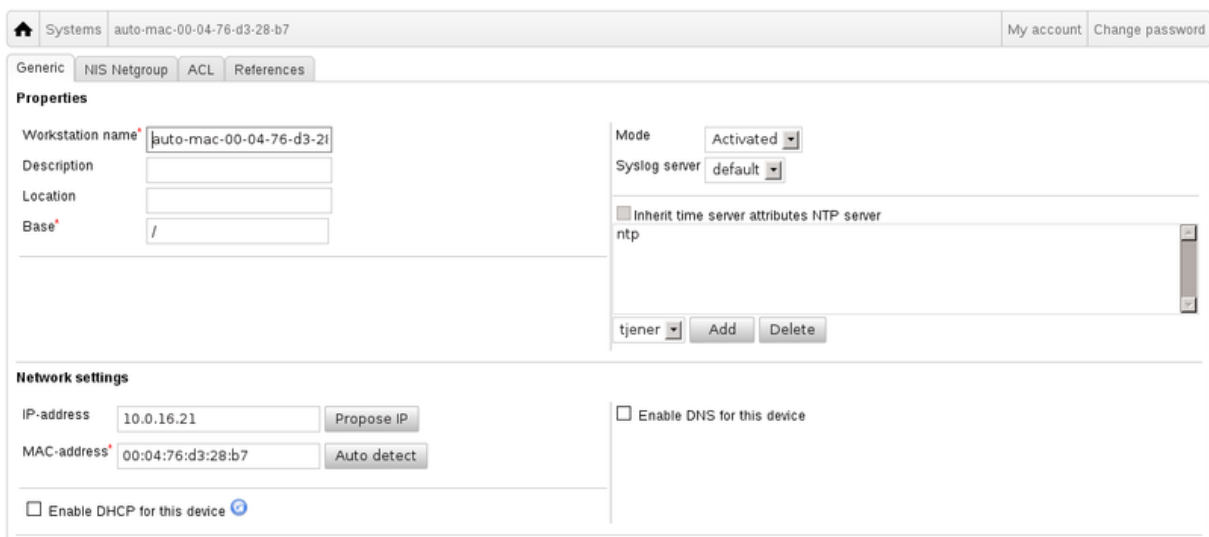 Systems auto-mac-00-04-76-d3-28-b7 My account Change password
Generic NIS Netgroup ACL References
Properties
Workstation name* auto-mac-00-04-76-d3-28
Description
Location
Base* /
Mode Activated
Syslog server default
Inherit time server attributes NTP server
ntp
tjener Add Delete
Network settings
IP-address 10.0.16.21 Propose IP
MAC-address* 00:04:76:d3:28:b7 Auto detect
Enable DHCP for this device
Enable DNS for this device